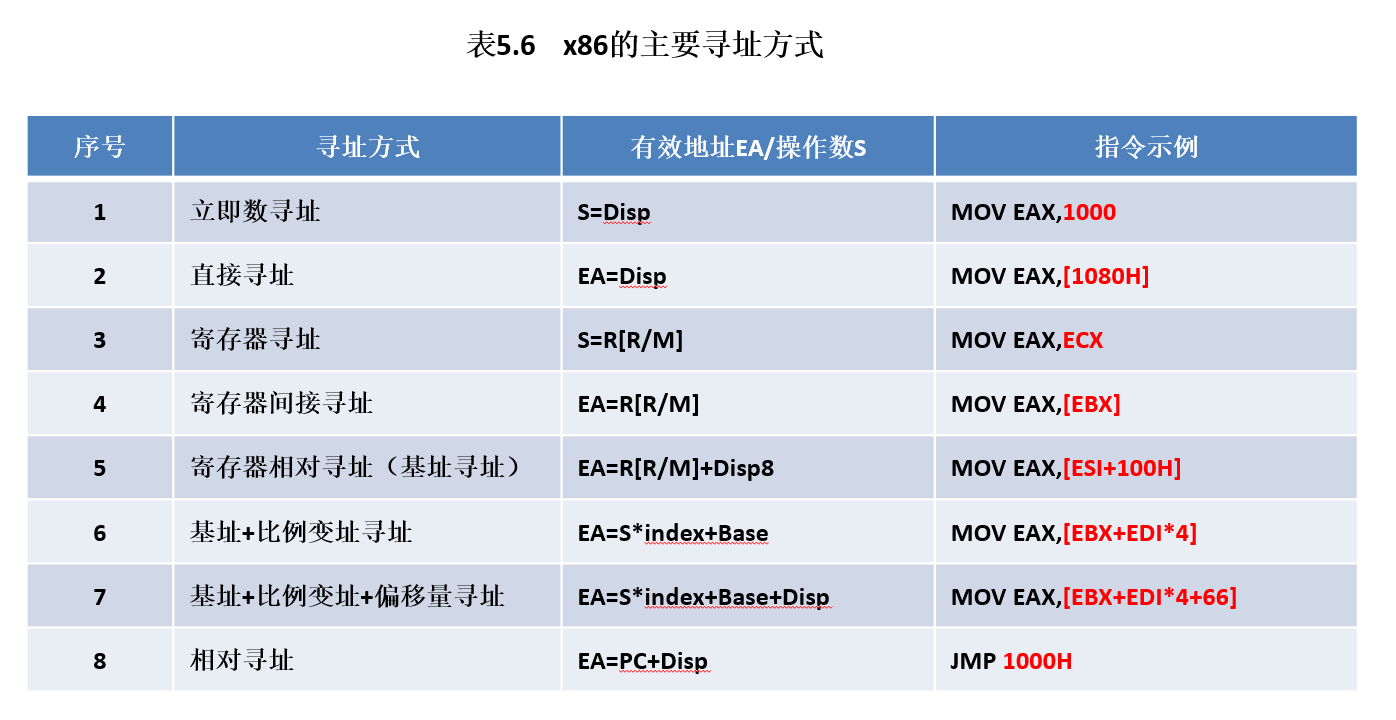 表5.6 x86的主要寻址方式
序号 寻址方式 有效地址EA/操作数S 指令示例
1 立即数寻址 S=Disp MOV EAX,1000
2 直接寻址 EA=Disp MOV EAX,[1080H]
3 寄存器寻址 S=R[R/M] MOV EAX,ECX
4 寄存器间接寻址 EA=R[R/M] MOV EAX,[EBX]
5 寄存器相对寻址（基址寻址） EA=R[R/M]+Disp8 MOV EAX,[ESI+100H]
6 基址+比例变址寻址 EA=S*index+Base MOV EAX,[EBX+EDI*4]
7 基址+比例变址+偏移量寻址 EA=S*index+Base+Disp MOV EAX,[EBX+EDI*4+66]
8 相对寻址 EA=PC+Disp JMP 1000H